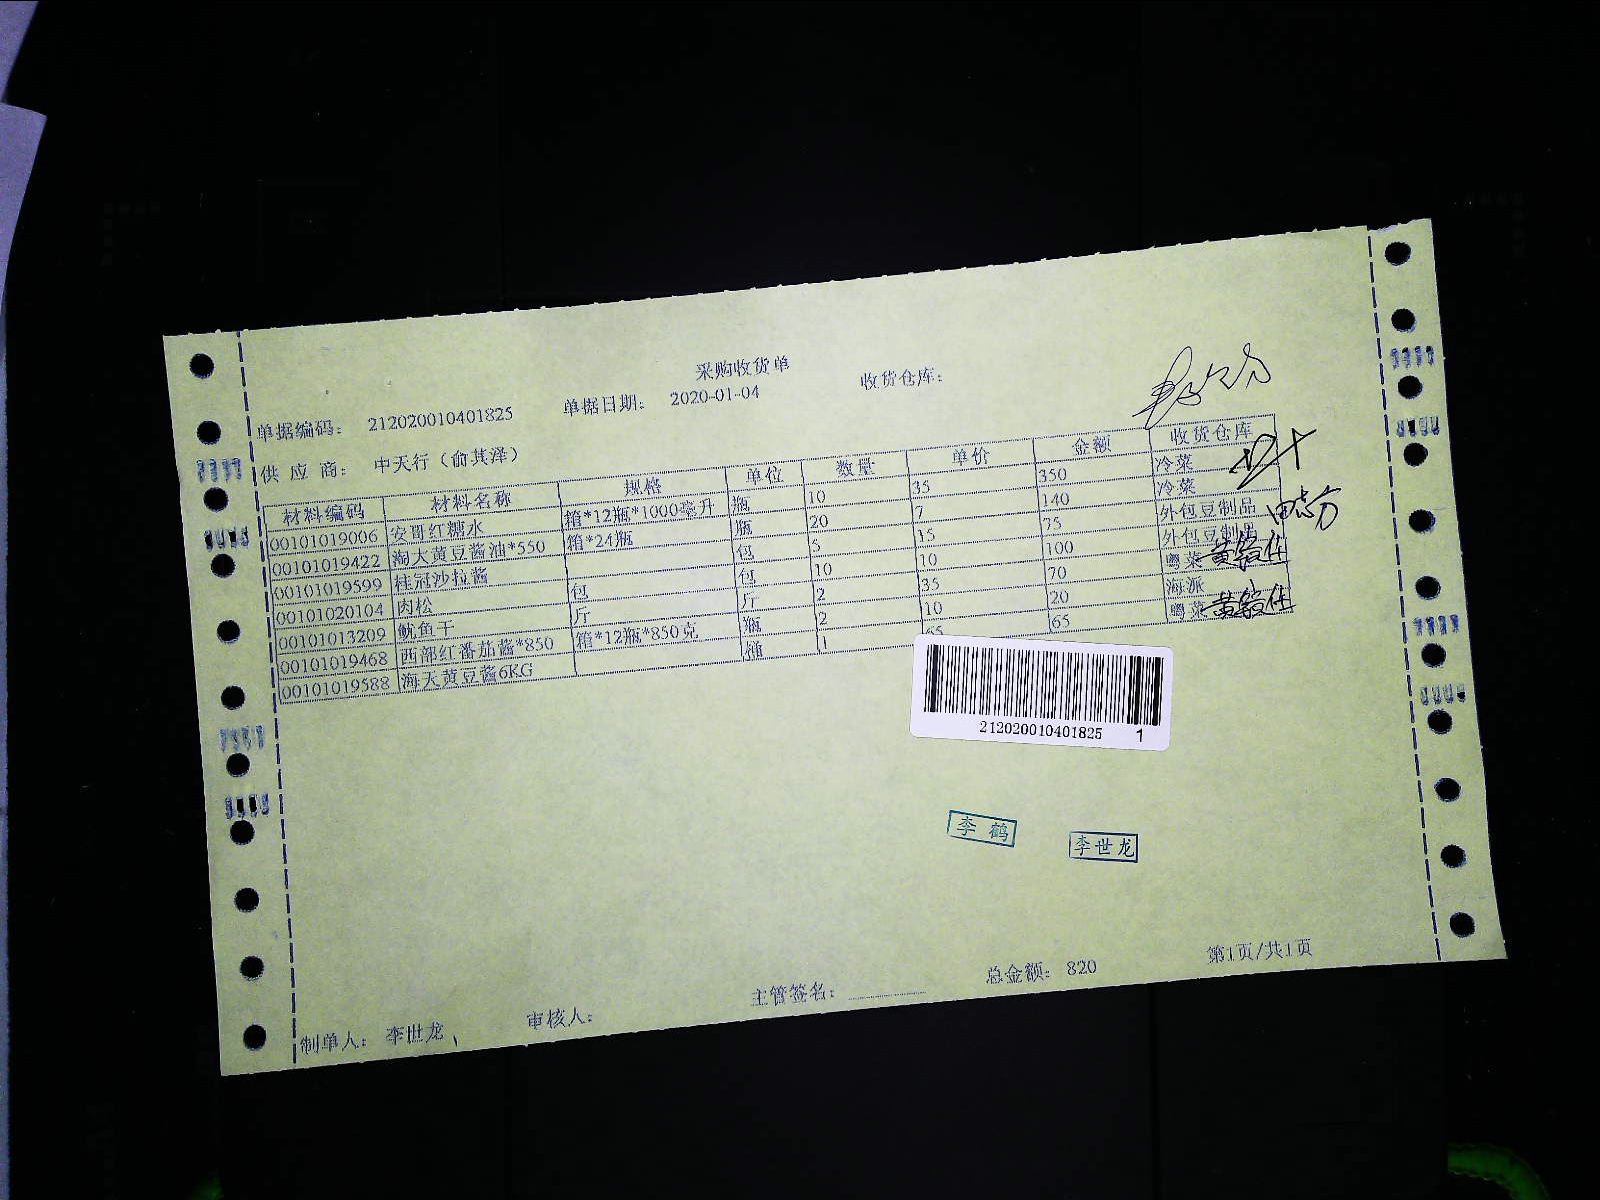 采购收货单
单据编码: 212020010401825 单据日期: 2020-01-04 收货仓库:
供应商: 中天行(俞其泽)
材料编码 材料名称 规格 单位 数量 单价 金额 收货仓库
00101019006 安哥红糖水 箱*12瓶*1000毫升 瓶 10 35 350 冷菜
00101019422 淘大黄豆酱油*550 箱*24瓶 瓶 20 7 140 冷菜
00101019599 桂冠沙拉酱 包 5 15 75 外包豆制品
00101020104 肉松 包 包 10 10 100 外包豆制品
00101013209 鱿鱼干 斤 斤 2 35 70 粤菜
00101019468 西部红番茄酱*850 箱*12瓶*850克 瓶 2 10 20 海派
00101019588 海天黄豆酱6KG 桶 1 65 65 粤菜
212020010401825 1
李鹤 李世龙
制单人: 李世龙 审核人: 主管签名: 总金额: 820 第1页/共1页